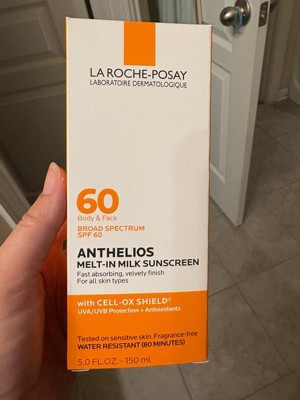 LA ROCHE-POSAY
LABORATOIRE DERMATOLOGIQUE
60
Body & Face
BROAD SPECTRUM
SPF 60
ANTHELIOS
MELT-IN MILK SUNSCREEN
Fast absorbing, velvety finish
For all skin types
with CELL-OX SHIELD®
UVA/UVB Protection + Antioxidants
Tested on sensitive skin. Fragrance-free
WATER RESISTANT (80 MINUTES)
5.0 FL.OZ. - 150 ml